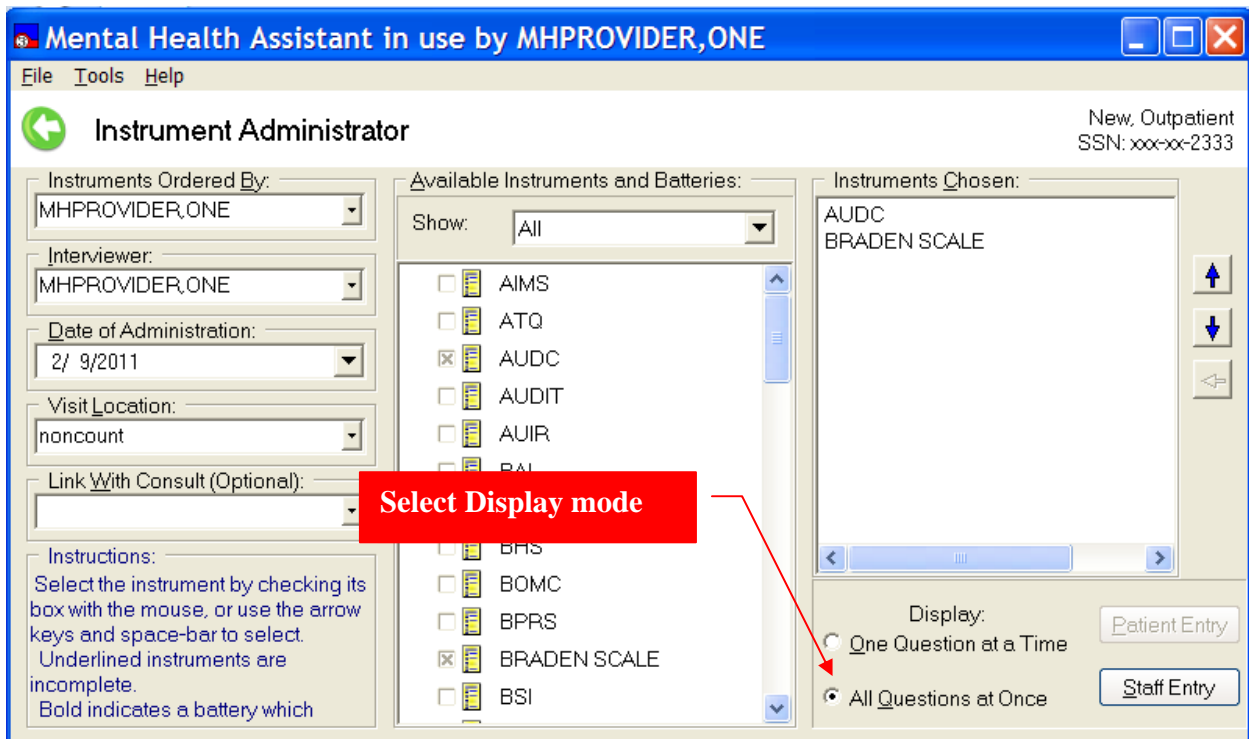 Mental Health Assistant in use by MHPROVIDER,ONE
File Tools Help
Instrument Administrator
New, Outpatient
SSN: xxx-xx-2333
Instruments Ordered By:
MHPROVIDER,ONE
Interviewer:
MHPROVIDER,ONE
Date of Administration:
2/ 9/2011
Visit Location:
noncount
Link With Consult (Optional):
Instructions:
Select the instrument by checking its
box with the mouse, or use the arrow
keys and space-bar to select.
Underlined instruments are
incomplete.
Bold indicates a battery which
Available Instruments and Batteries:
Show: All
AIMS
ATQ
AUDC
AUDIT
AUIR
Select Display mode
BHS
BOMC
BPRS
BRADEN SCALE
BSI
Instruments Chosen:
AUDC
BRADEN SCALE
Display:
One Question at a Time
All Questions at Once
Patient Entry
Staff Entry